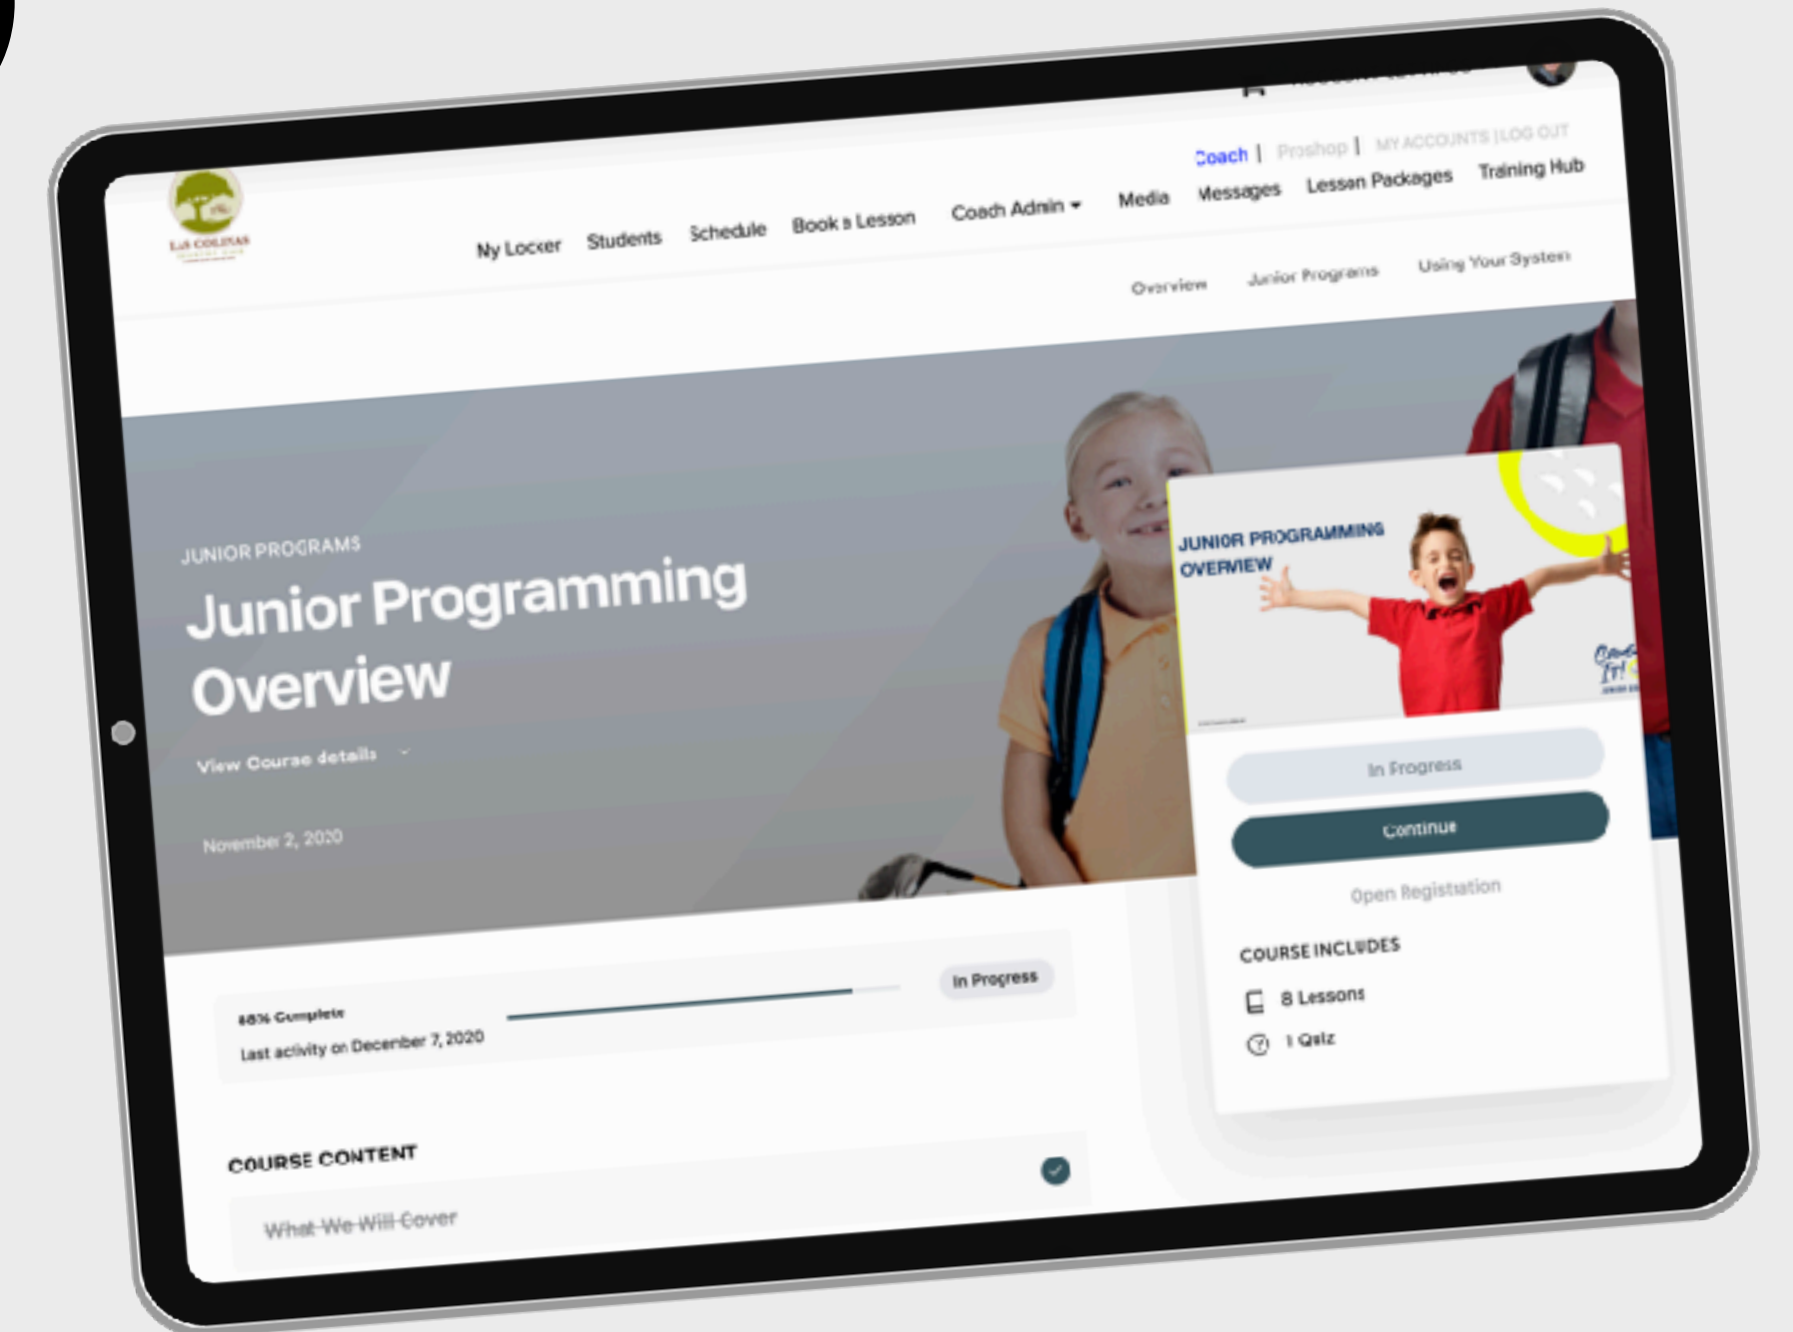 Coach | Proshop | MY ACCOUNTS | LOG OUT
LAS COLINAS
My Locker Students Schedule Book a Lesson Coach Admin Media Messages Lesson Packages Training Hub
Overview Junior Programs Using Your System
JUNIOR PROGRAMS
Junior Programming
Overview
View Course details
November 2, 2020
JUNIOR PROGRAMMING
OVERVIEW
In Progress
Continue
Open Registration
COURSE INCLUDES
8 Lessons
1 Quiz
Complete
Last activity on December 7, 2020
In Progress
COURSE CONTENT
What We Will Cover